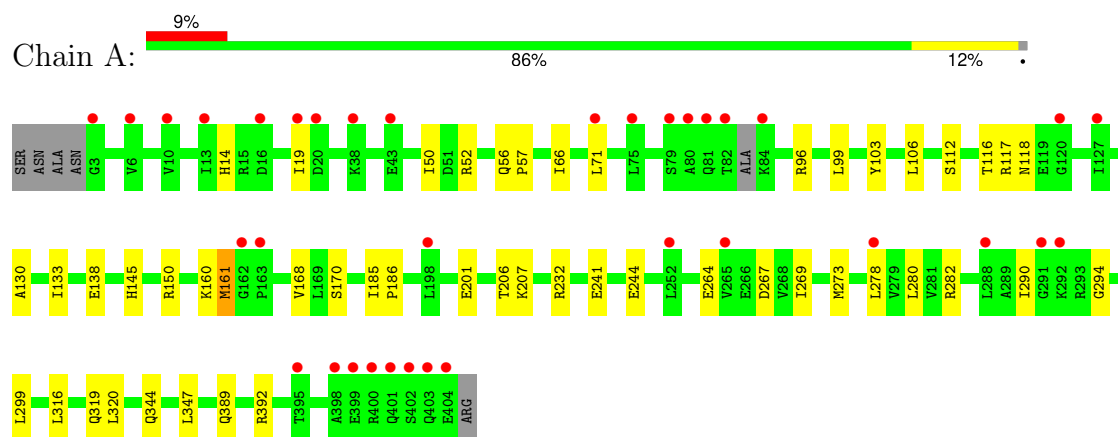 9%
Chain A:
86% 12% •
SER ASN ALA ASN G3 V6 V10 I13 H14 R15 D16 I19 D20 K38 E43 I50 D51 R52 Q56 P57 I66 L71 L75 S79 A80 Q81 T82 ALA K84 R96 L99 Y103 L106 S112 T116 R117 N118 E119 G120 I127
A130 I133 E138 H145 R150 K160 M161 G162 P163 V168 L169 S170 I185 P186 L198 E201 T206 K207 R232 E241 E244 L252 E264 V265 E266 D267 V268 I269 M273 L278 V279 L280 V281 R282 L288 A289 I290 G291 K292 R293 G294
L299 L316 Q319 L320 Q344 L347 Q389 R392 T395 A398 E399 R400 Q401 S402 Q403 E404 ARG